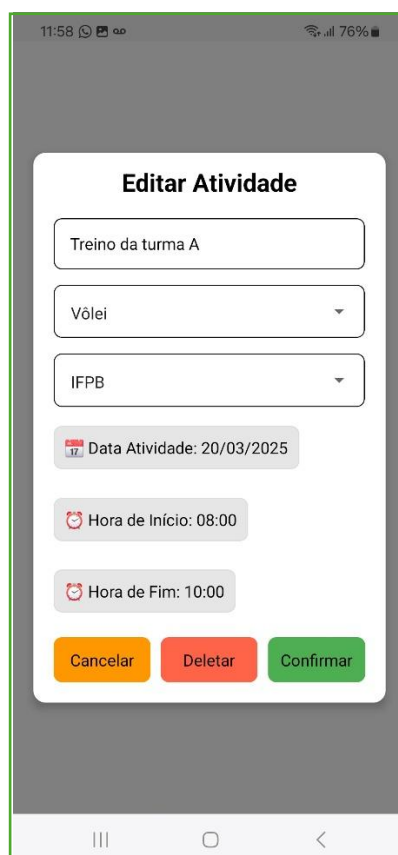 11:58 76%
Editar Atividade
Treino da turma A
Vôlei
IFPB
17 Data Atividade: 20/03/2025
Hora de Início: 08:00
Hora de Fim: 10:00
Cancelar Deletar Confirmar